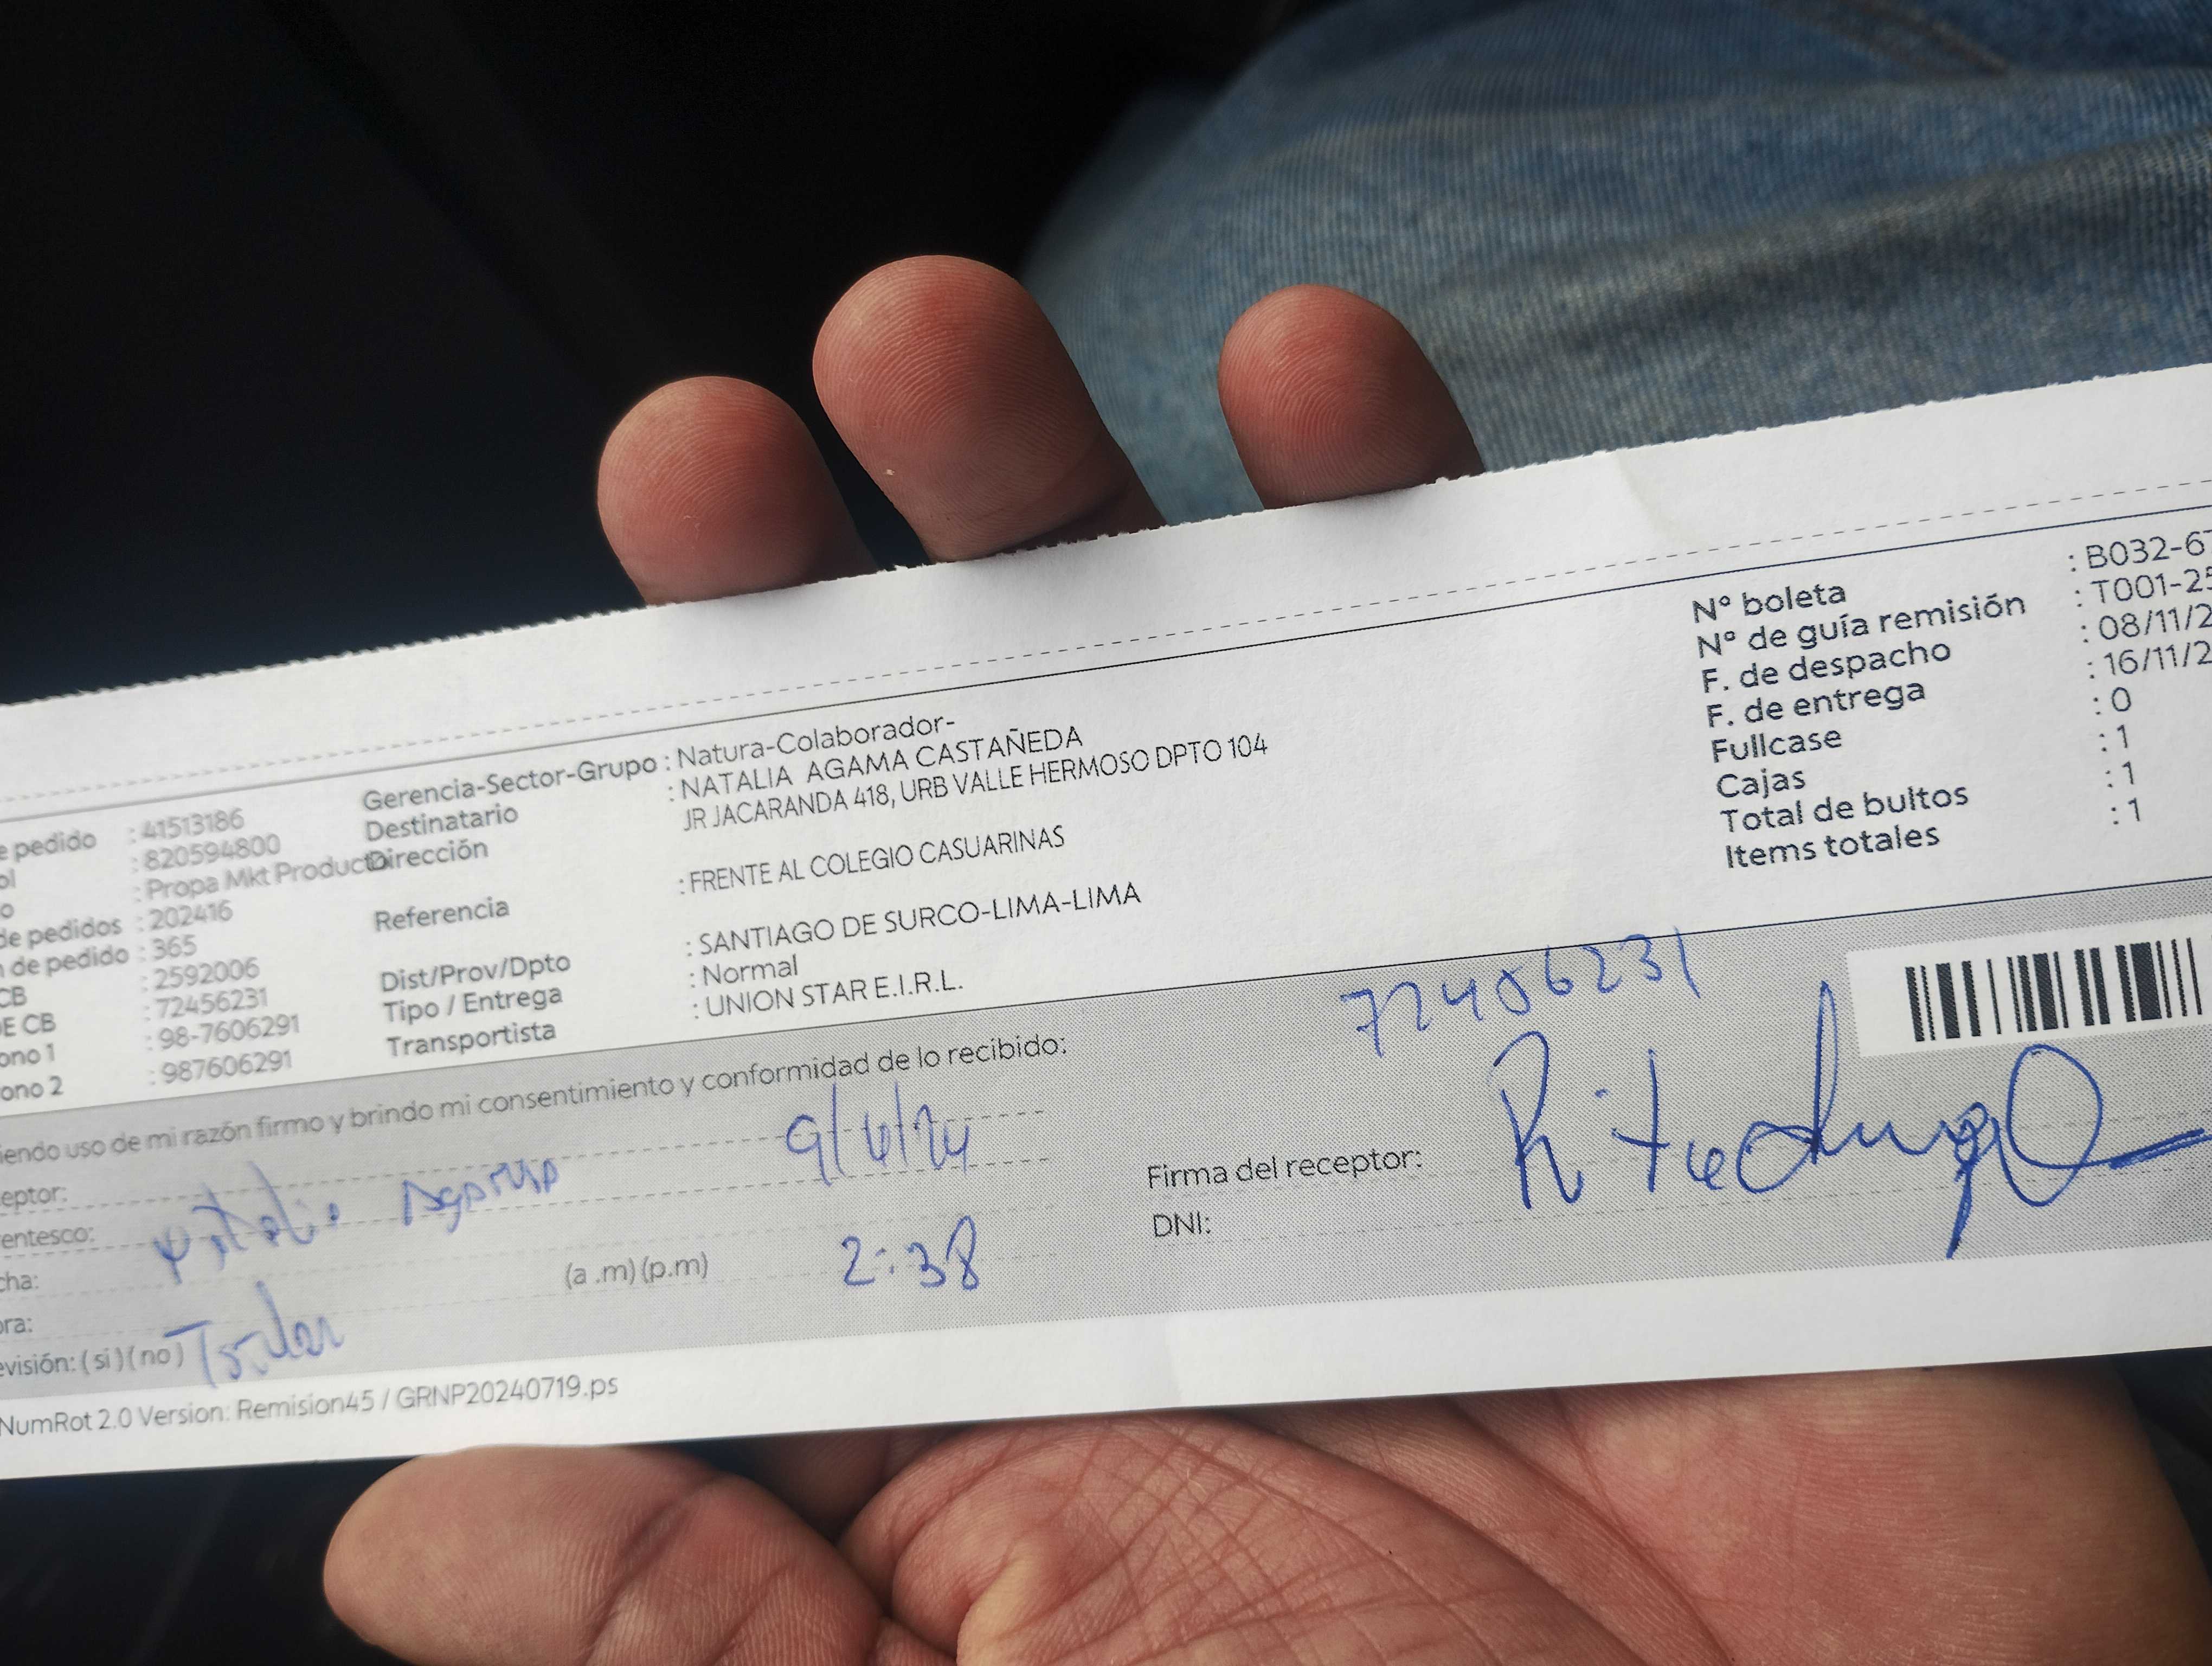 e pedido : 41513186
ol : 820594800
o : Propa Mkt Producto
de pedidos : 202416
n de pedido : 365
CB : 2592006
E CB : 72456231
ono 1 : 98-7606291
ono 2 : 987606291
Gerencia-Sector-Grupo : Natura-Colaborador-
Destinatario : NATALIA AGAMA CASTAÑEDA
Dirección JR JACARANDA 418, URB VALLE HERMOSO DPTO 104
Referencia : FRENTE AL COLEGIO CASUARINAS
Dist/Prov/Dpto : SANTIAGO DE SURCO-LIMA-LIMA
Tipo / Entrega : Normal
Transportista : UNION STAR E.I.R.L.
N° boleta : B032-6
N° de guía remisión : T001-25
F. de despacho : 08/11/2
F. de entrega : 16/11/2
Fullcase : 0
Cajas : 1
Total de bultos : 1
Items totales : 1
iendo uso de mi razón firmo y brindo mi consentimiento y conformidad de lo recibido:
eptor:
entesco:
cha:
(a .m) (p.m) 2:38
ora:
evisión: ( si ) ( no )
72456231
Firma del receptor:
DNI:
NumRot 2.0 Version: Remision45 / GRNP20240719.ps